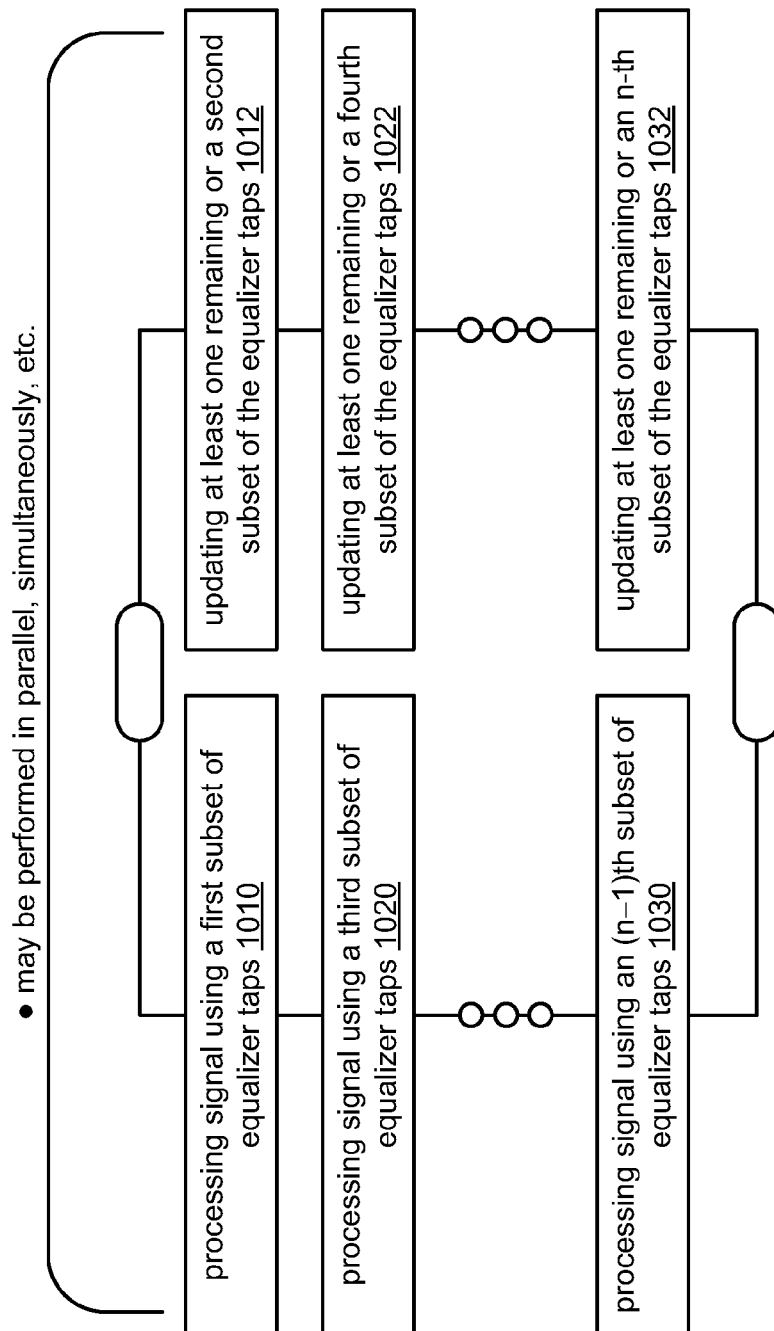 ● may be performed in parallel, simultaneously, etc.
processing signal using a first subset of
equalizer taps 1010
updating at least one remaining or a second
subset of the equalizer taps 1012
processing signal using a third subset of
equalizer taps 1020
updating at least one remaining or a fourth
subset of the equalizer taps 1022
processing signal using an (n−1)th subset of
equalizer taps 1030
updating at least one remaining or an n-th
subset of the equalizer taps 1032